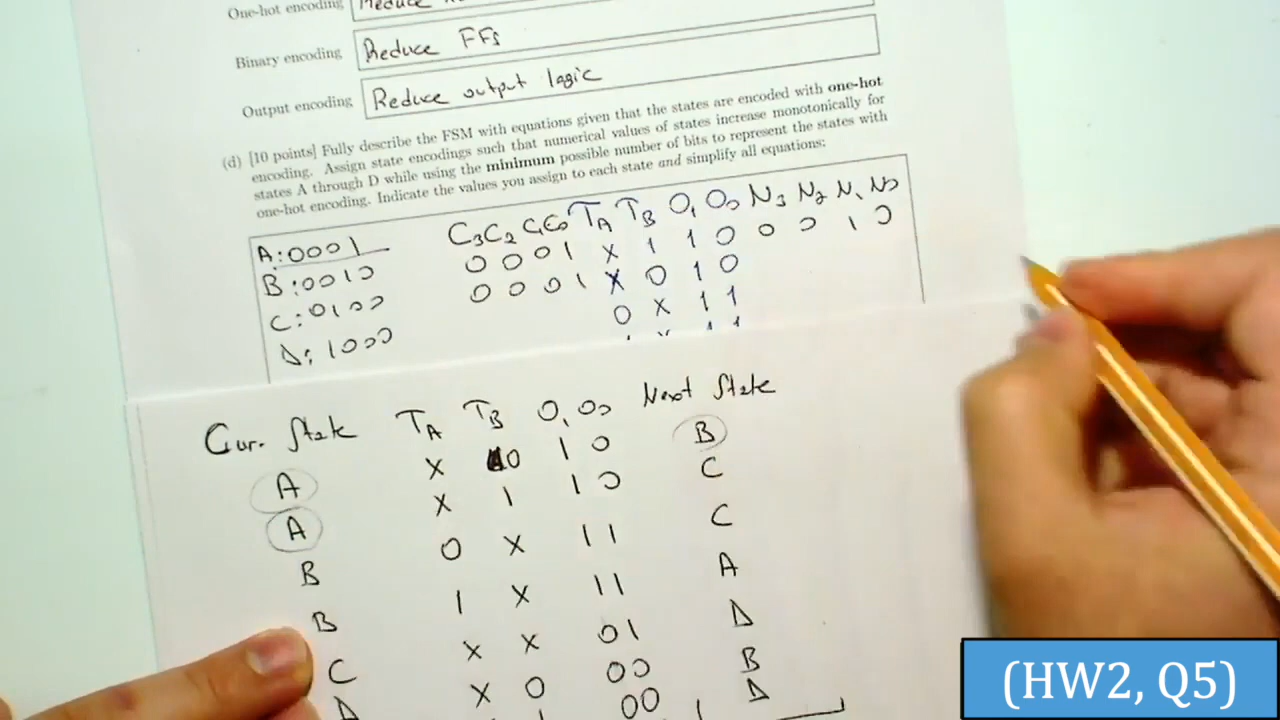 One-hot encoding Reduce
Binary encoding Reduce FFs
Output encoding Reduce output logic
(d) [10 points] Fully describe the FSM with equations given that the states are encoded with one-hot
encoding. Assign state encodings such that numerical values of states increase monotonically for
states A through D while using the minimum possible number of bits to represent the states with
one-hot encoding. Indicate the values you assign to each state and simplify all equations:
C3 C2 C1 C0 TA TB O1 O0 N3 N2 N1 N0
A:0001 0 0 0 1 X 1 1 0 0 0 1 0
B:0010 0 0 0 1 X 0 1 0
C:0100 0 X 1 1
D:1000
Cur. State TA TB O1 O0 Next State
A X 0 1 0 B
A X 1 1 0 C
B 0 X 1 1 C
B 1 X 1 1 A
C X X 0 1 D
D X 0 0 0 B
0 0 D
(HW2, Q5)